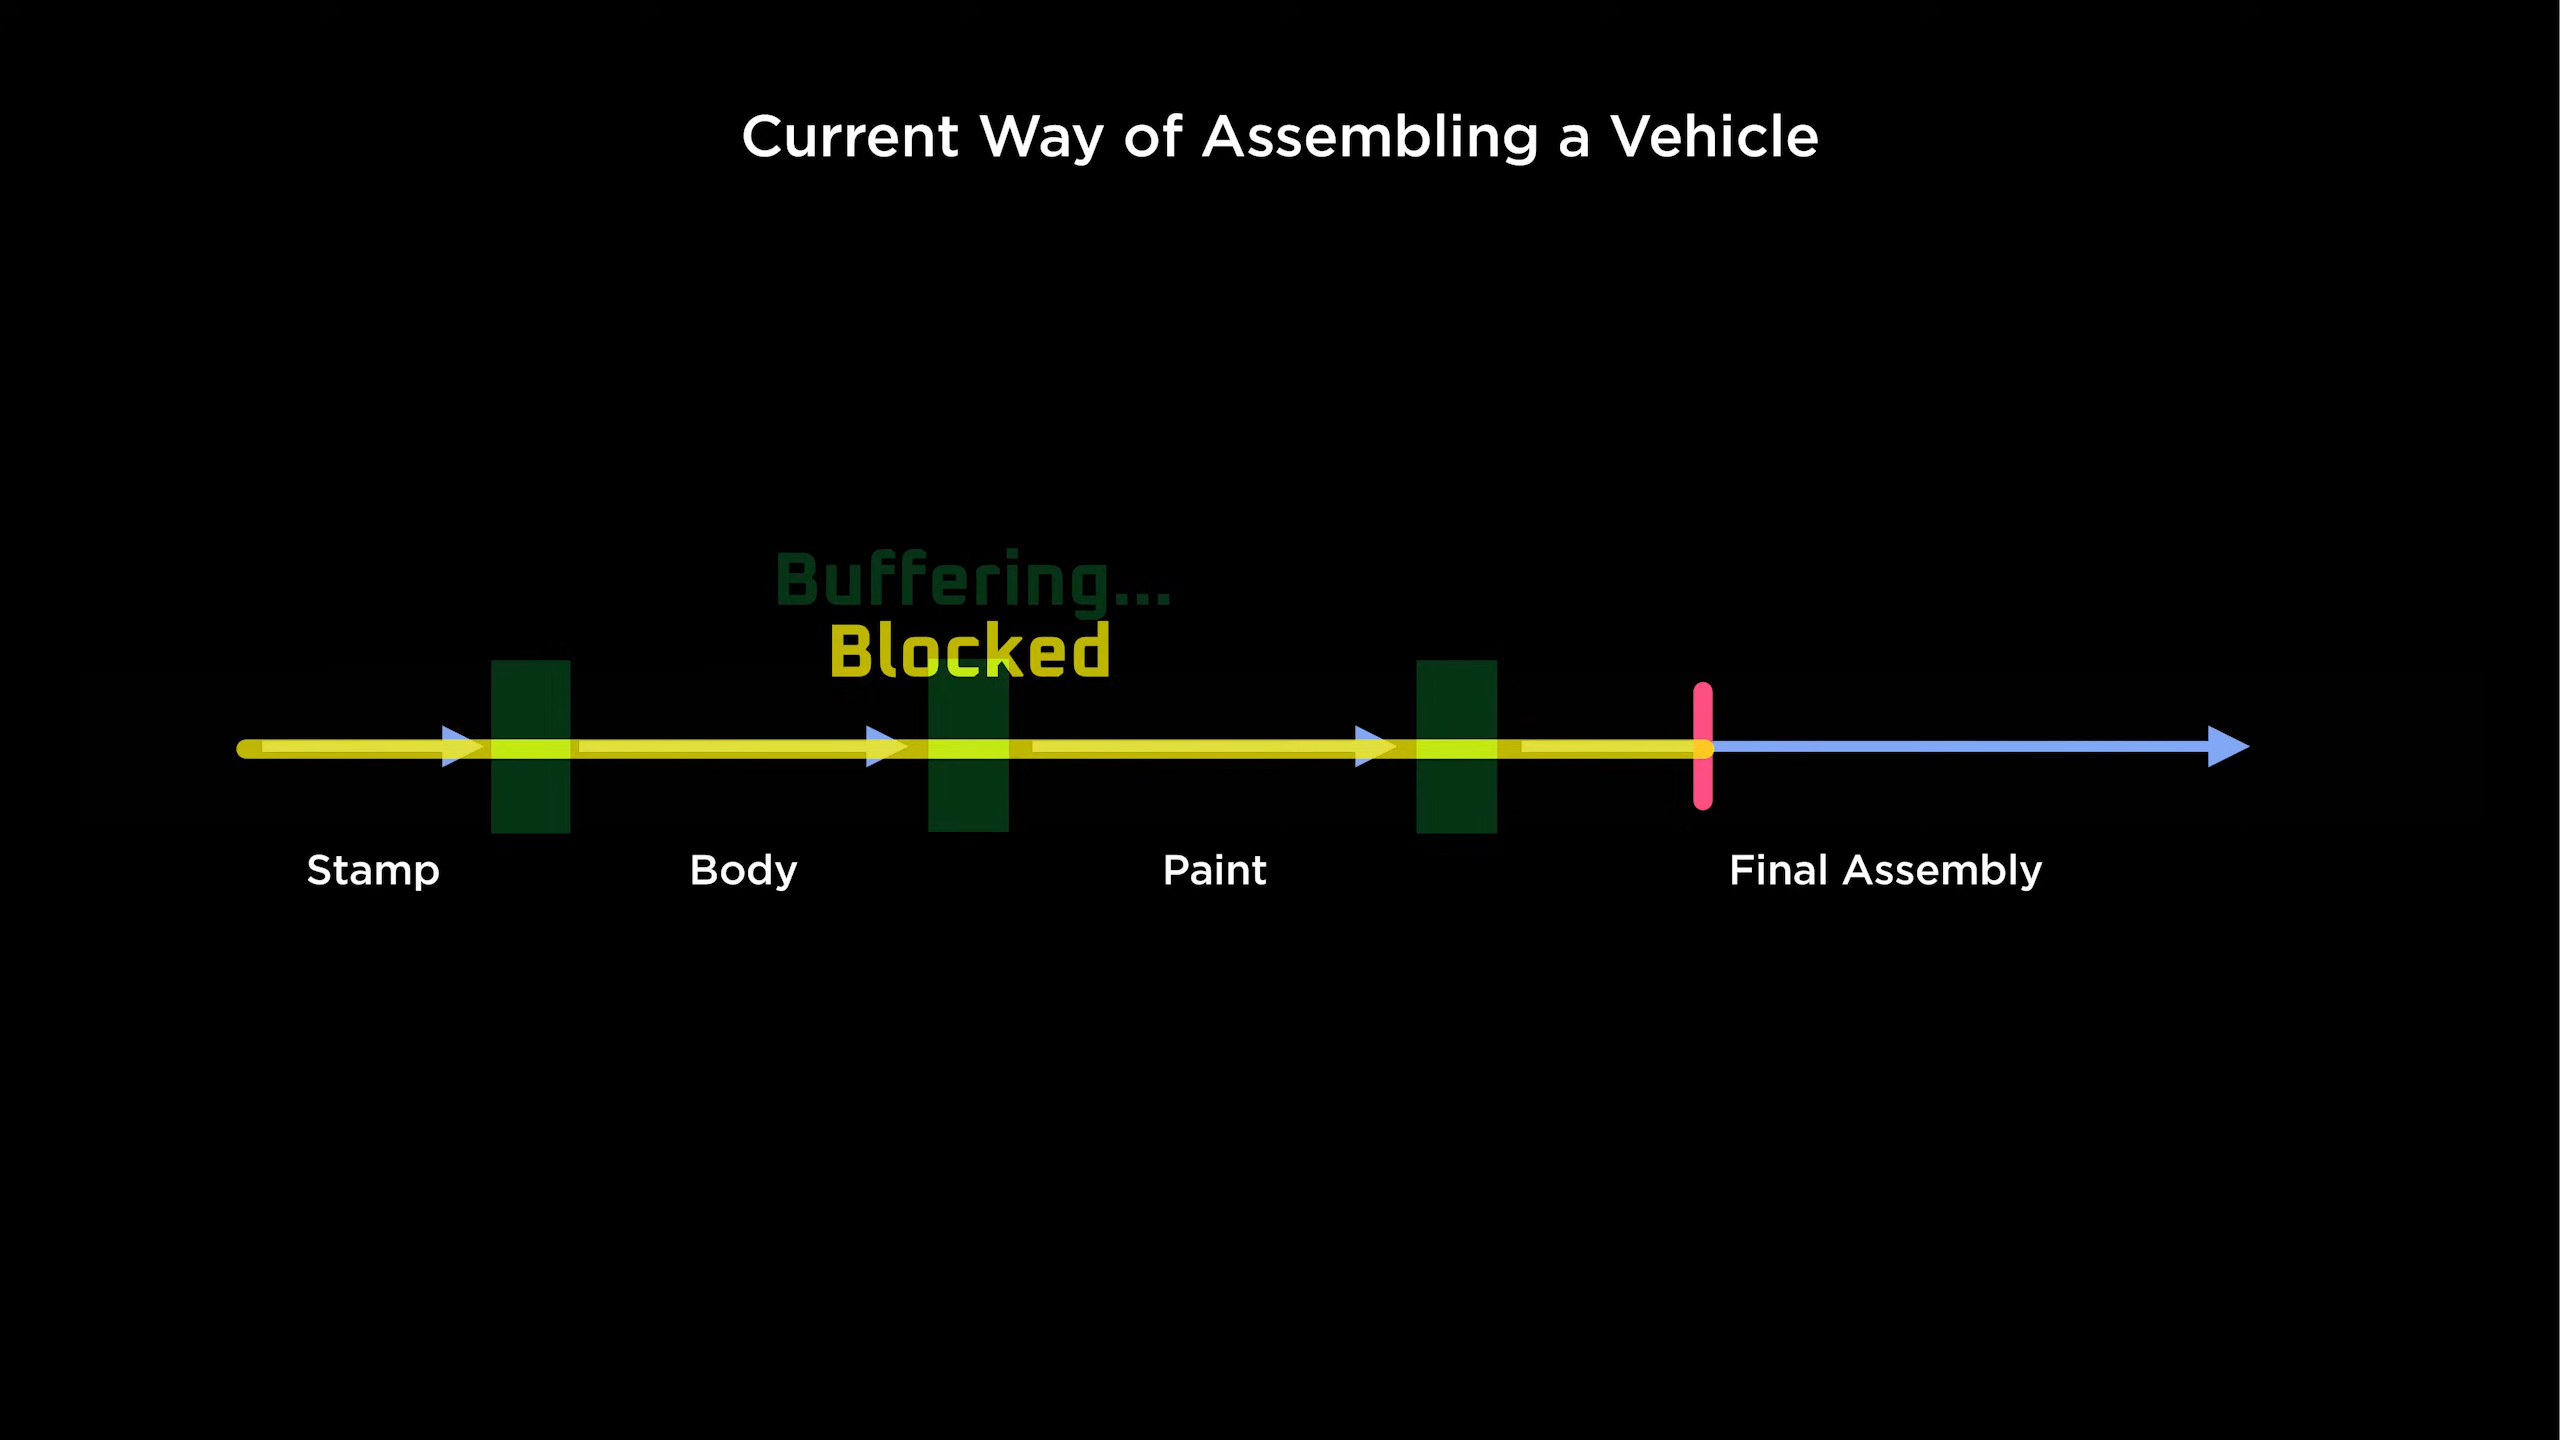 Current Way of Assembling a Vehicle
Buffering...
Blocked
Stamp
Body
Paint
Final Assembly